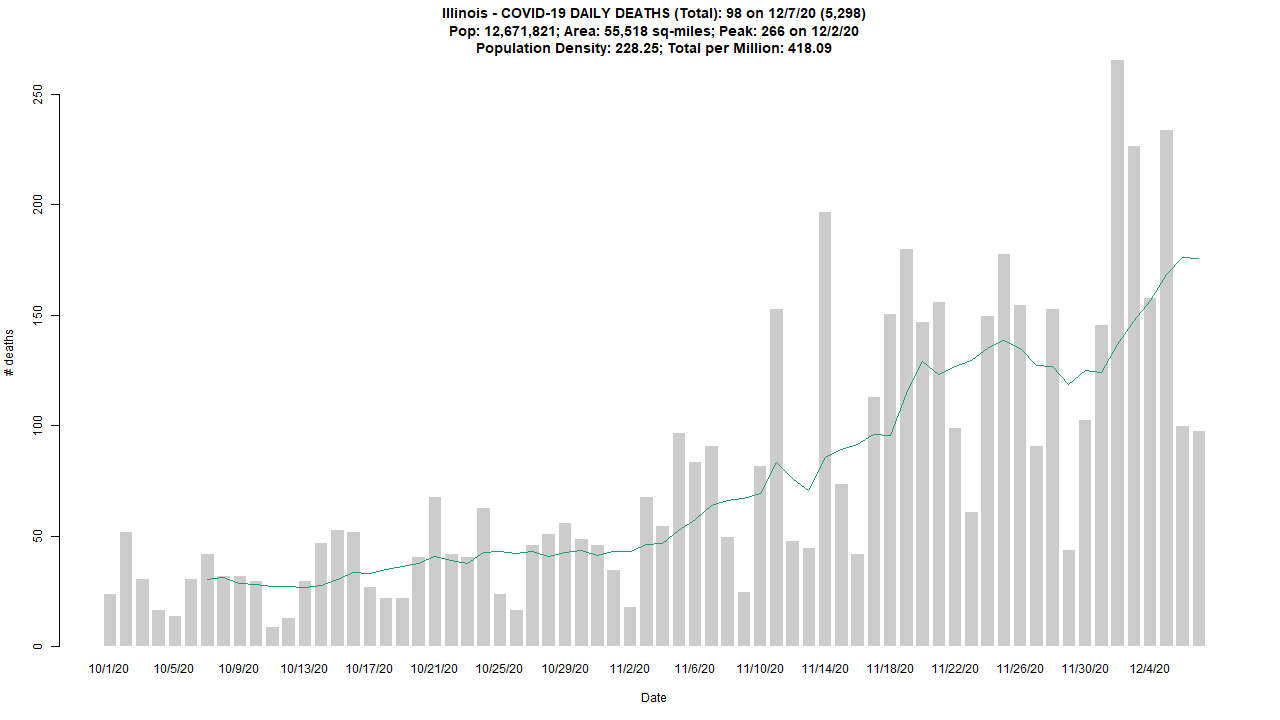 Illinois - COVID-19 DAILY DEATHS (Total): 98 on 12/7/20 (5,298)
Pop: 12,671,821; Area: 55,518 sq-miles; Peak: 266 on 12/2/20
Population Density: 228.25; Total per Million: 418.09
250
200
150
100
50
0
# deaths
10/1/20 10/5/20 10/9/20 10/13/20 10/17/20 10/21/20 10/25/20 10/29/20 11/2/20 11/6/20 11/10/20 11/14/20 11/18/20 11/22/20 11/26/20 11/30/20 12/4/20
Date